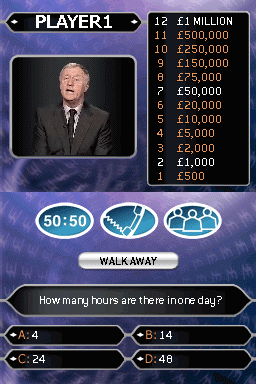 PLAYER1
12 £1 MILLION
11 £500,000
10 £250,000
9 £150,000
8 £75,000
7 £50,000
6 £20,000
5 £10,000
4 £5,000
3 £2,000
2 £1,000
1 £500
50:50
WALK AWAY
How many hours are there in one day?
A: 4
B: 14
C: 24
D: 48